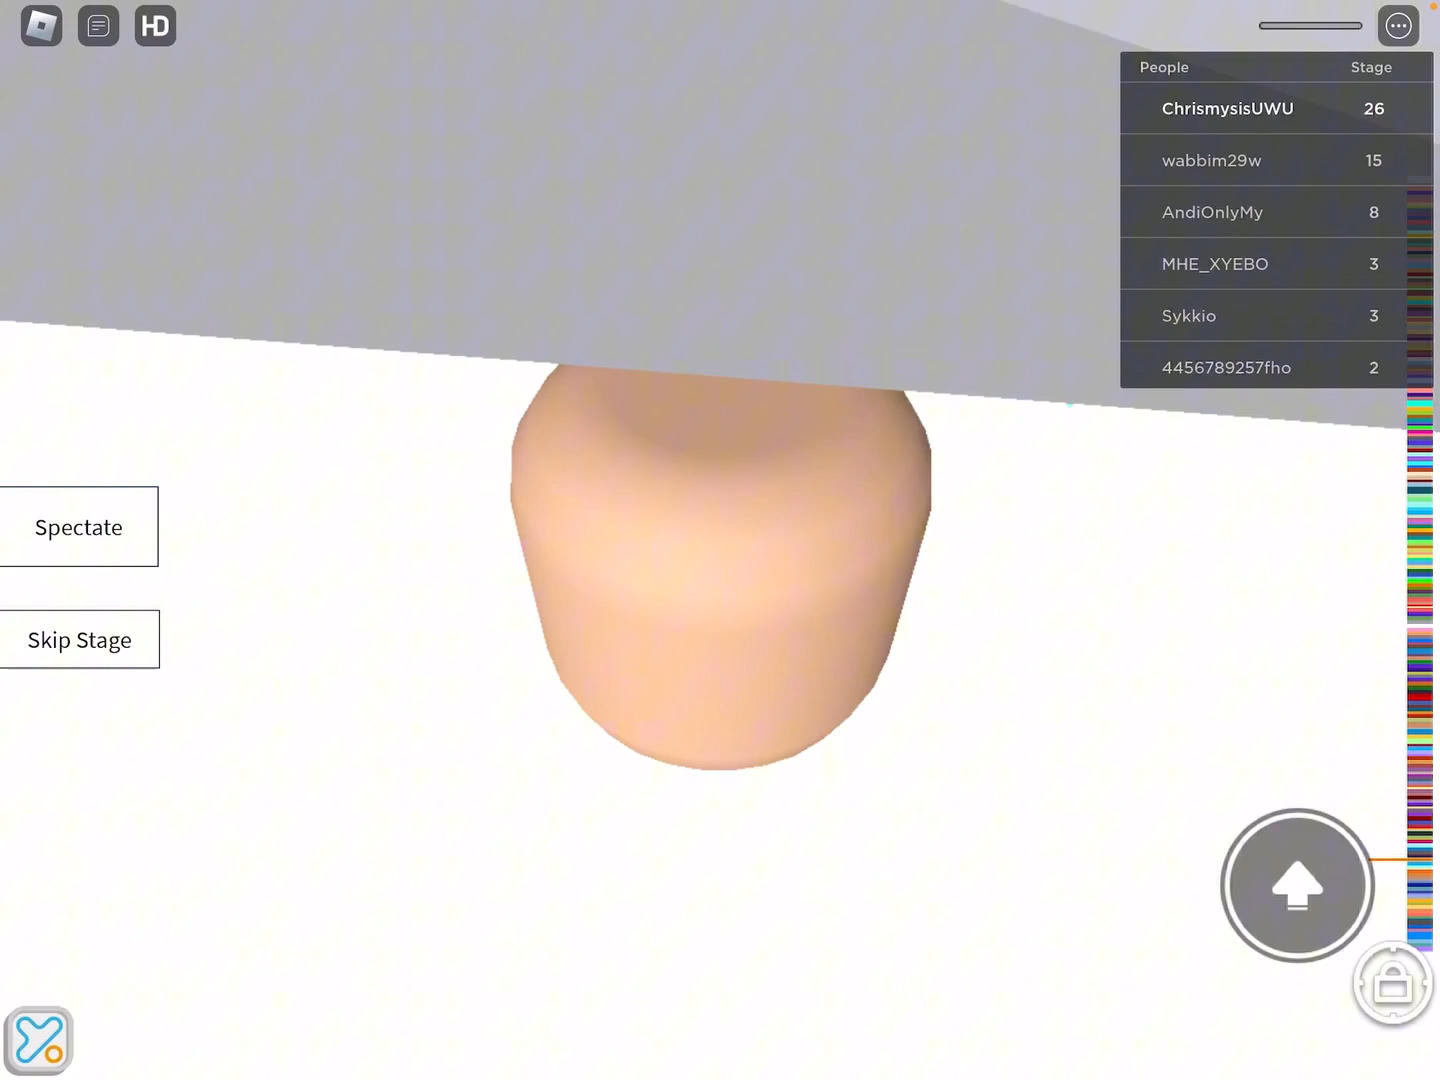 HD
People Stage
ChrismysisUWU 26
wabbim29w 15
AndiOnlyMy 8
MHE_XYEBO 3
Sykkio 3
4456789257fho 2
Spectate
Skip Stage